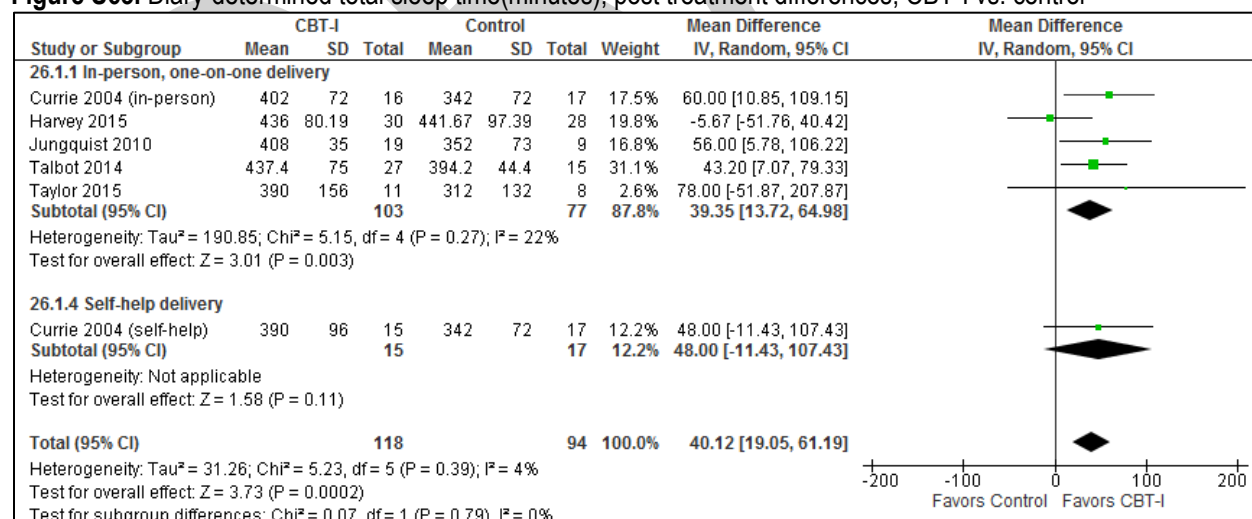 Figure S63. Diary determined total sleep time(minutes), post treatment differences, CBT-I vs. control
CBT-I Control Mean Difference Mean Difference
Study or Subgroup Mean SD Total Mean SD Total Weight IV, Random, 95% CI IV, Random, 95% CI
26.1.1 In-person, one-on-one delivery
Currie 2004 (in-person) 402 72 16 342 72 17 17.5% 60.00 [10.85, 109.15]
Harvey 2015 436 80.19 30 441.67 97.39 28 19.8% -5.67 [-51.76, 40.42]
Jungquist 2010 408 35 19 352 73 9 16.8% 56.00 [5.78, 106.22]
Talbot 2014 437.4 75 27 394.2 44.4 15 31.1% 43.20 [7.07, 79.33]
Taylor 2015 390 156 11 312 132 8 2.6% 78.00 [-51.87, 207.87]
Subtotal (95% CI) 103 77 87.8% 39.35 [13.72, 64.98]
Heterogeneity: Tau² = 190.85; Chi² = 5.15, df = 4 (P = 0.27); I² = 22%
Test for overall effect: Z = 3.01 (P = 0.003)
26.1.4 Self-help delivery
Currie 2004 (self-help) 390 96 15 342 72 17 12.2% 48.00 [-11.43, 107.43]
Subtotal (95% CI) 15 17 12.2% 48.00 [-11.43, 107.43]
Heterogeneity: Not applicable
Test for overall effect: Z = 1.58 (P = 0.11)
Total (95% CI) 118 94 100.0% 40.12 [19.05, 61.19]
Heterogeneity: Tau² = 31.26; Chi² = 5.23, df = 5 (P = 0.39); I² = 4%
Test for overall effect: Z = 3.73 (P = 0.0002)
Test for subgroup differences: Chi² = 0.07, df = 1 (P = 0.79), I² = 0%
-200 -100 0 100 200
Favors Control Favors CBT-I